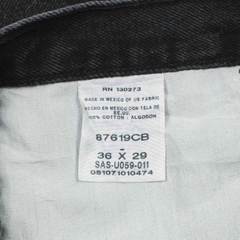 RN 130273
MADE IN MEXICO OF US FABRIC
HECHO EN MEXICO DE TELA DE
EE.UU.
100% COTTON / ALGODON
87619CB
-
36 X 29
SAS-U059-011
081071010474